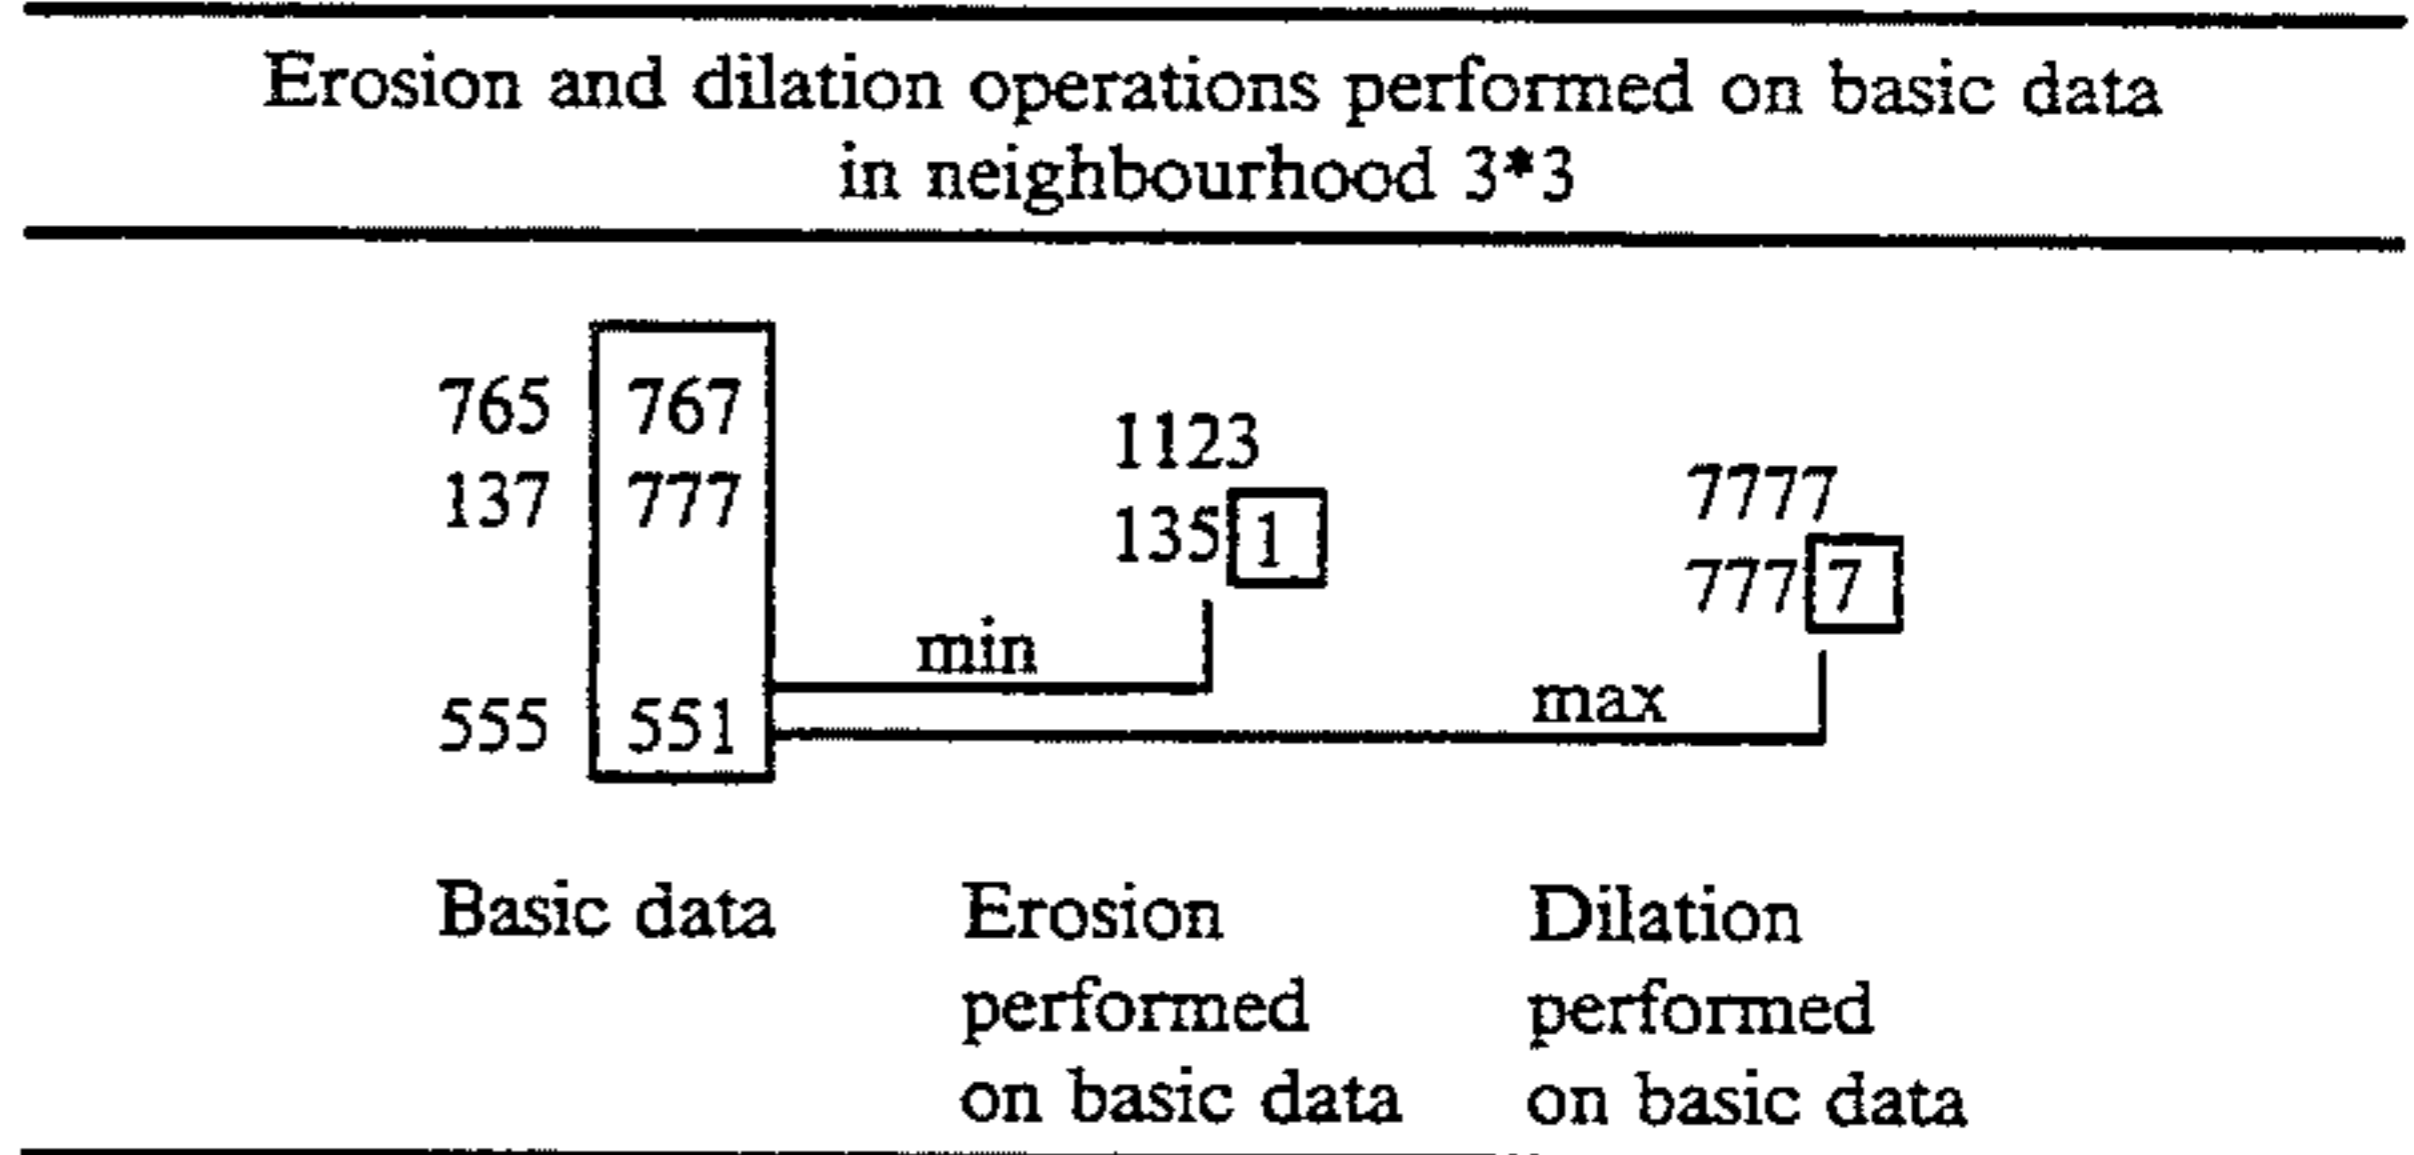 Erosion and dilation operations performed on basic data
in neighbourhood 3*3
765 767
137 777
555 551
1123
135 1
7777
777 7
min
max
Basic data
Erosion
performed
on basic data
Dilation
performed
on basic data